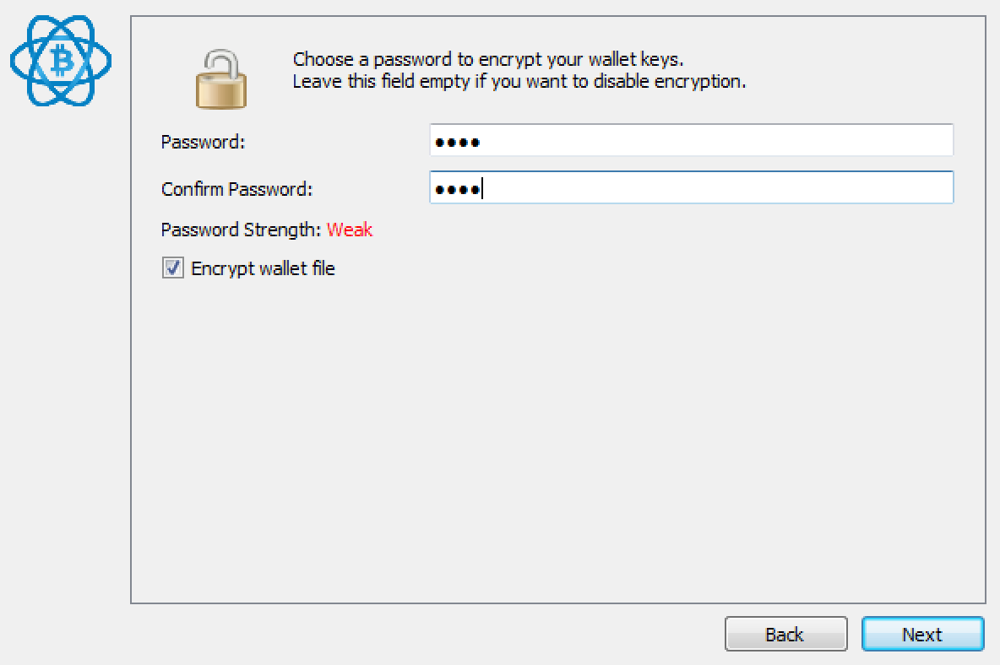 Choose a password to encrypt your wallet keys.
Leave this field empty if you want to disable encryption.
Password: ●●●●
Confirm Password: ●●●●
Password Strength: Weak
Encrypt wallet file
Back Next